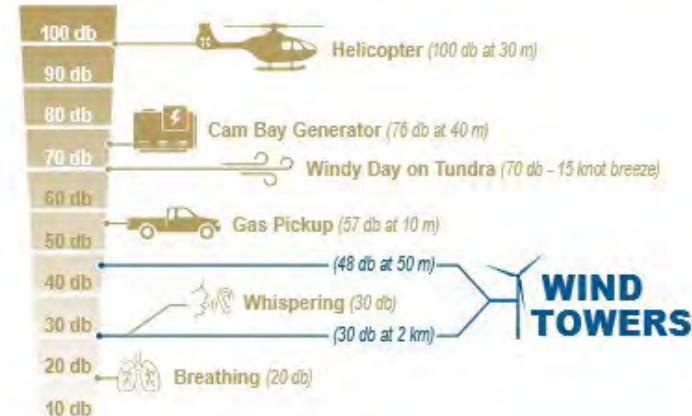 100 db
Helicopter (100 db at 30 m)
90 db
80 db
Cam Bay Generator (76 db at 40 m)
70 db
Windy Day on Tundra (70 db - 15 knot breeze)
60 db
Gas Pickup (57 db at 10 m)
50 db
(48 db at 50 m)
40 db
WIND
Whispering (30 db)
30 db
TOWERS
(30 db at 2 km)
20 db
Breathing (20 db)
10 db